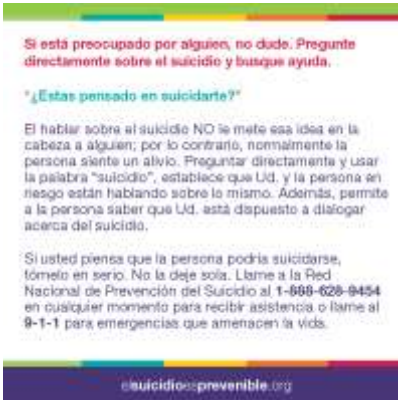 Si está preocupado por alguien, no dude. Pregunte
directamente sobre el suicidio y busque ayuda.
"¿Estas pensado en suicidarte?"
El hablar sobre el suicidio NO le mete esa idea en la
cabeza a alguien; por lo contrario, normalmente la
persona siente un alivio. Preguntar directamente y usar
la palabra "suicidio", establece que Ud. y la persona en
riesgo están hablando sobre lo mismo. Además, permite
a la persona saber que Ud. está dispuesto a dialogar
acerca del suicidio.
Si usted piensa que la persona podría suicidarse,
tómelo en serio. No la deje sola. Llame a la Red
Nacional de Prevención del Suicidio al 1-888-628-9454
en cualquier momento para recibir asistencia o llame al
9-1-1 para emergencias que amenacen la vida.
elsuicidioesprevenible.org